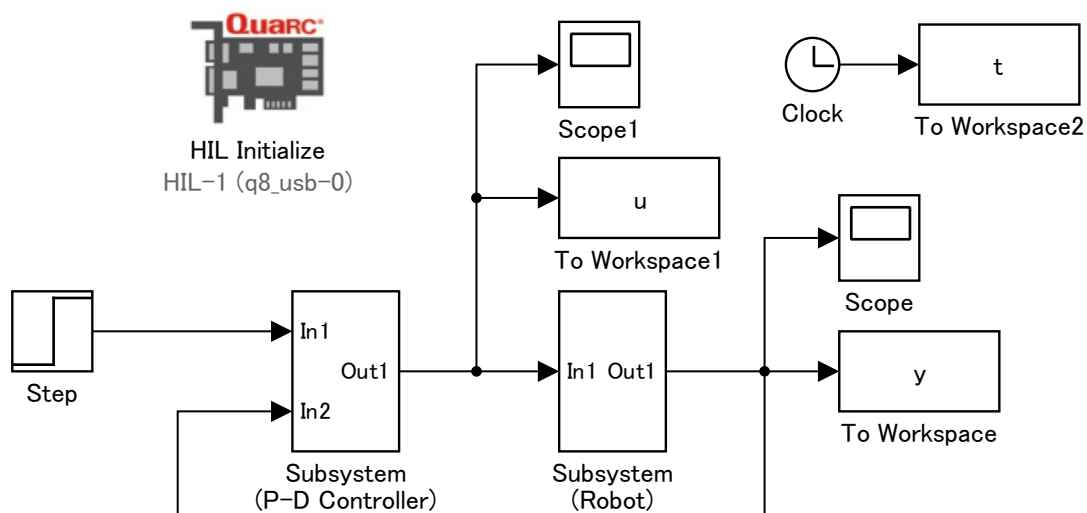 QUARC®
HIL Initialize
HIL-1 (q8_usb-0)
Scope1
u
To Workspace1
Clock
t
To Workspace2
Step
In1
In2
Out1
Subsystem
(P-D Controller)
In1 Out1
Subsystem
(Robot)
Scope
y
To Workspace